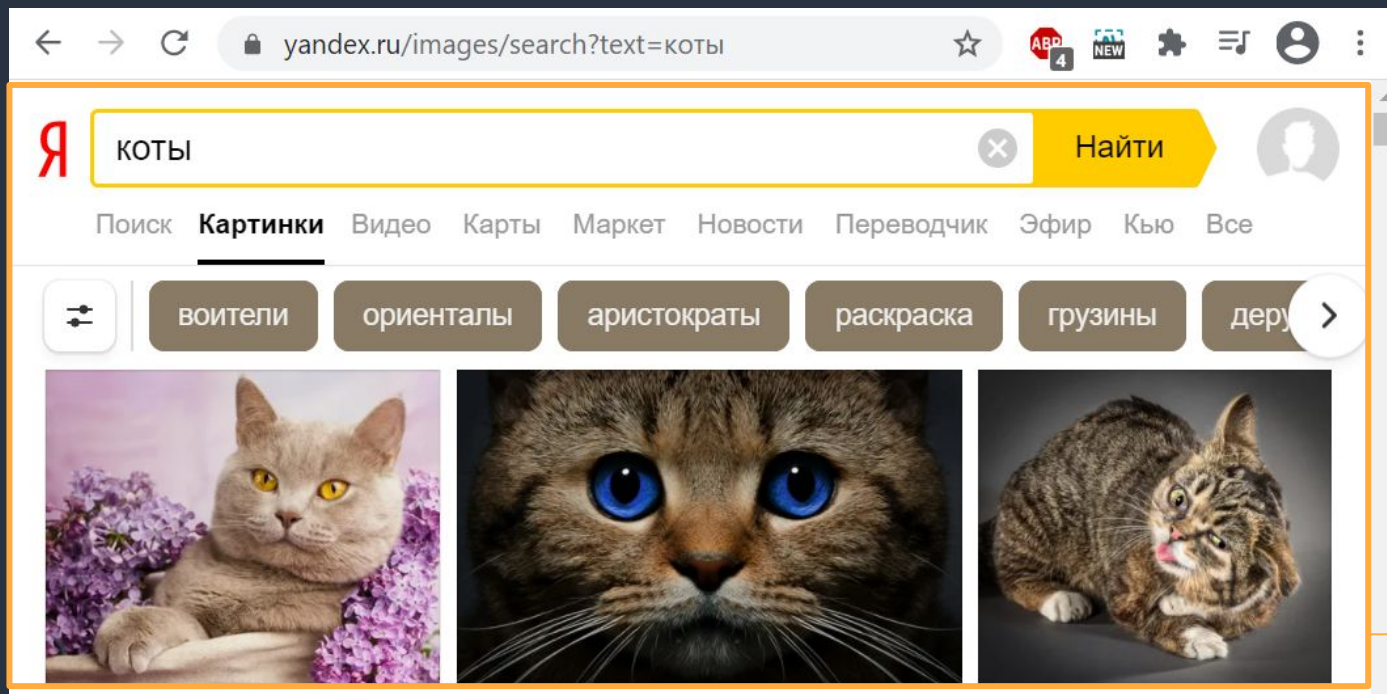 yandex.ru/images/search?text=коты ABP 4 NEW
Я коты Найти
Поиск Картинки Видео Карты Маркет Новости Переводчик Эфир Кью Все
воители ориенталы аристократы раскраска грузины деру